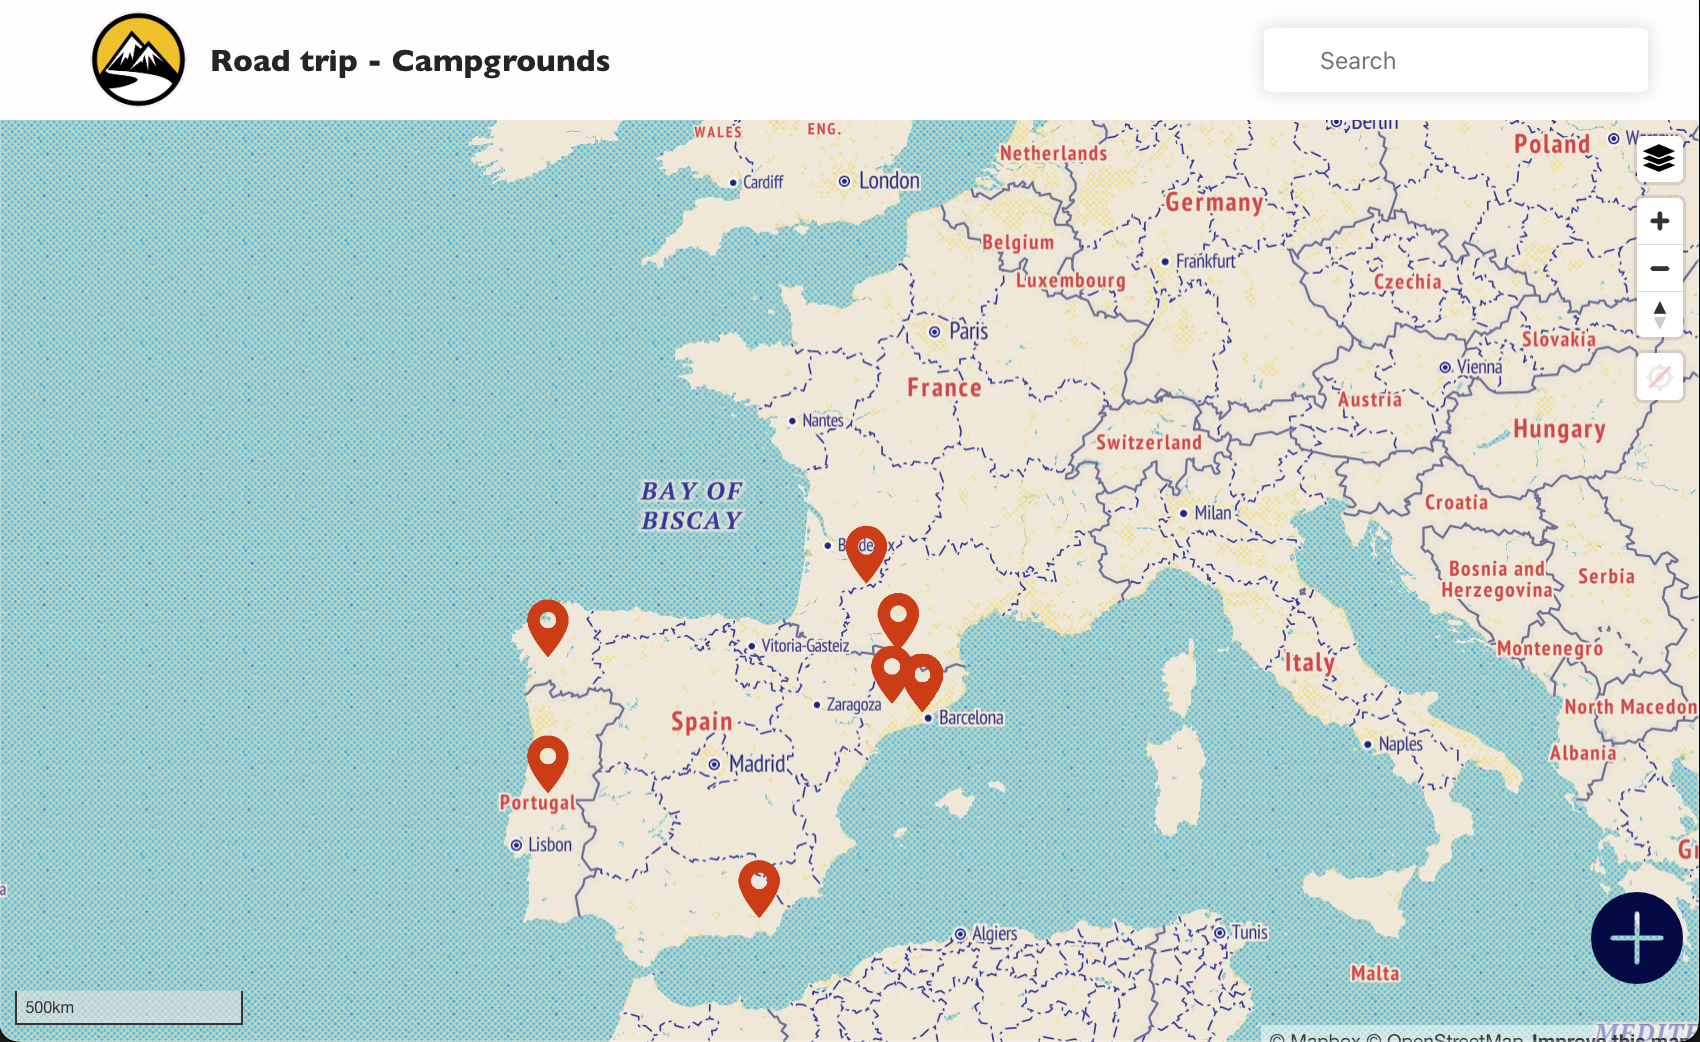 Road trip - Campgrounds
Search
WALES
ENG.
Berlin
Poland
Netherlands
Cardiff
London
Germany
Belgium
Frankfurt
Luxembourg
Czechia
Paris
Slovakia
Vienna
France
Austria
Nantes
Hungary
Switzerland
BAY OF
BISCAY
Croatia
Milan
Bosnia and
Herzegovina
Serbia
Vitoria-Gasteiz
Montenegro
Italy
Zaragoza
North Macedon
Barcelona
Spain
Naples
Albania
Madrid
Portugal
Lisbon
Gr
Algiers
Tunis
Malta
500km
MEDITE
© Mapbox © OpenStreetMap Improve this map